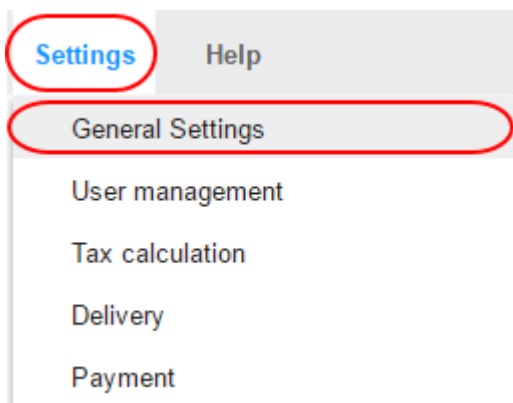 Settings Help
General Settings
User management
Tax calculation
Delivery
Payment